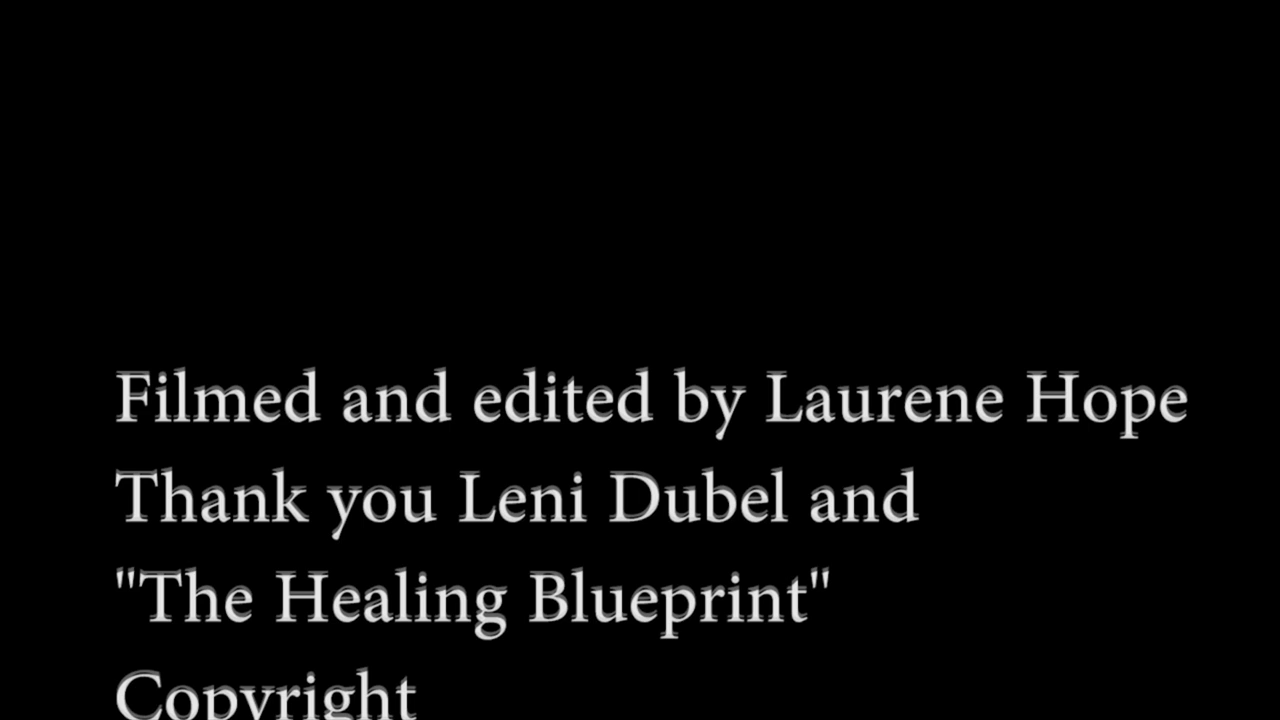 Filmed and edited by Laurene Hope
Thank you Leni Dubel and
"The Healing Blueprint"
Copyright